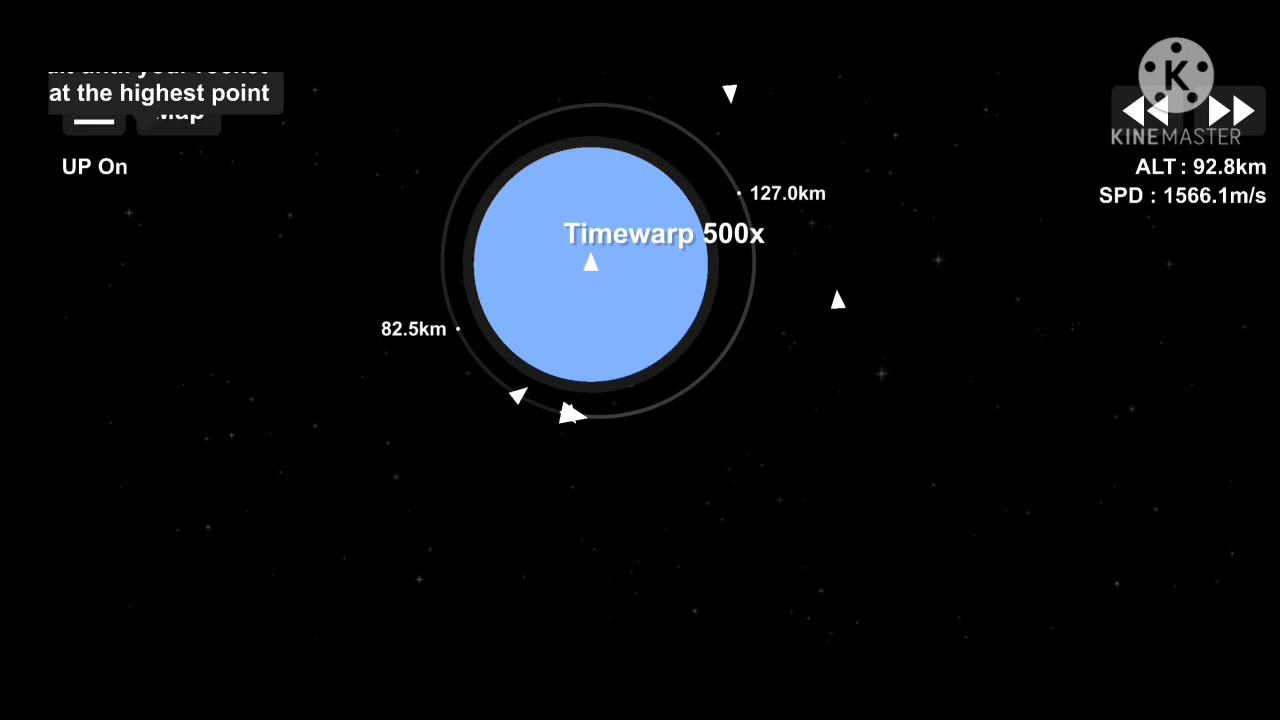 at the highest point
Map
UP On
K
KINEMASTER
ALT : 92.8km
SPD : 1566.1m/s
127.0km
Timewarp 500x
82.5km